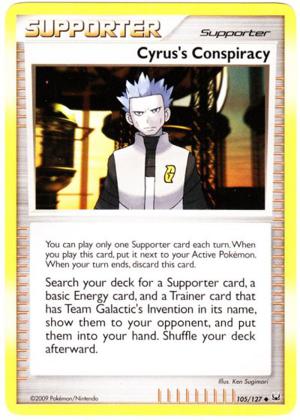 SUPPORTER
Supporter
Cyrus's Conspiracy
G
You can play only one Supporter card each turn. When
you play this card, put it next to your Active Pokémon.
When your turn ends, discard this card.
Search your deck for a Supporter card, a
basic Energy card, and a Trainer card that
has Team Galactic's Invention in its name,
show them to your opponent, and put
them into your hand. Shuffle your deck
afterward.
Illus. Ken Sugimori
©2009 Pokémon/Nintendo
105/127